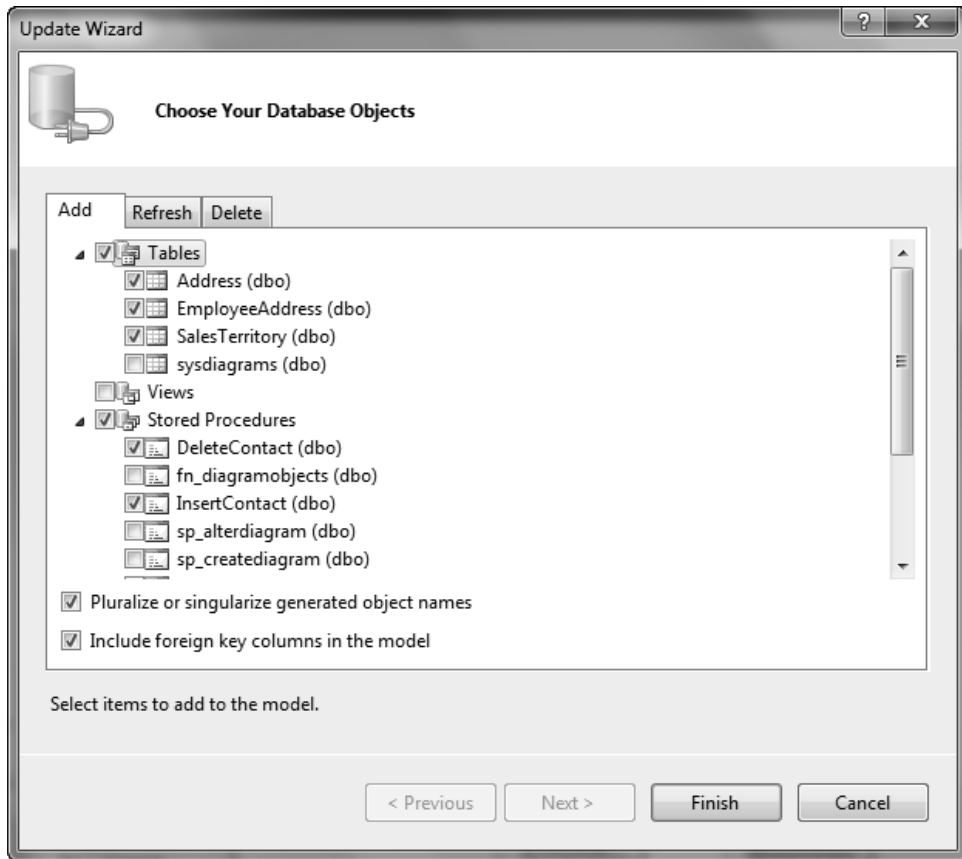 Update Wizard
Choose Your Database Objects
Add Refresh Delete
Tables
Address (dbo)
EmployeeAddress (dbo)
SalesTerritory (dbo)
sysdiagrams (dbo)
Views
Stored Procedures
DeleteContact (dbo)
fn_diagramobjects (dbo)
InsertContact (dbo)
sp_alterdiagram (dbo)
sp_creatediagram (dbo)
Pluralize or singularize generated object names
Include foreign key columns in the model
Select items to add to the model.
< Previous Next > Finish Cancel